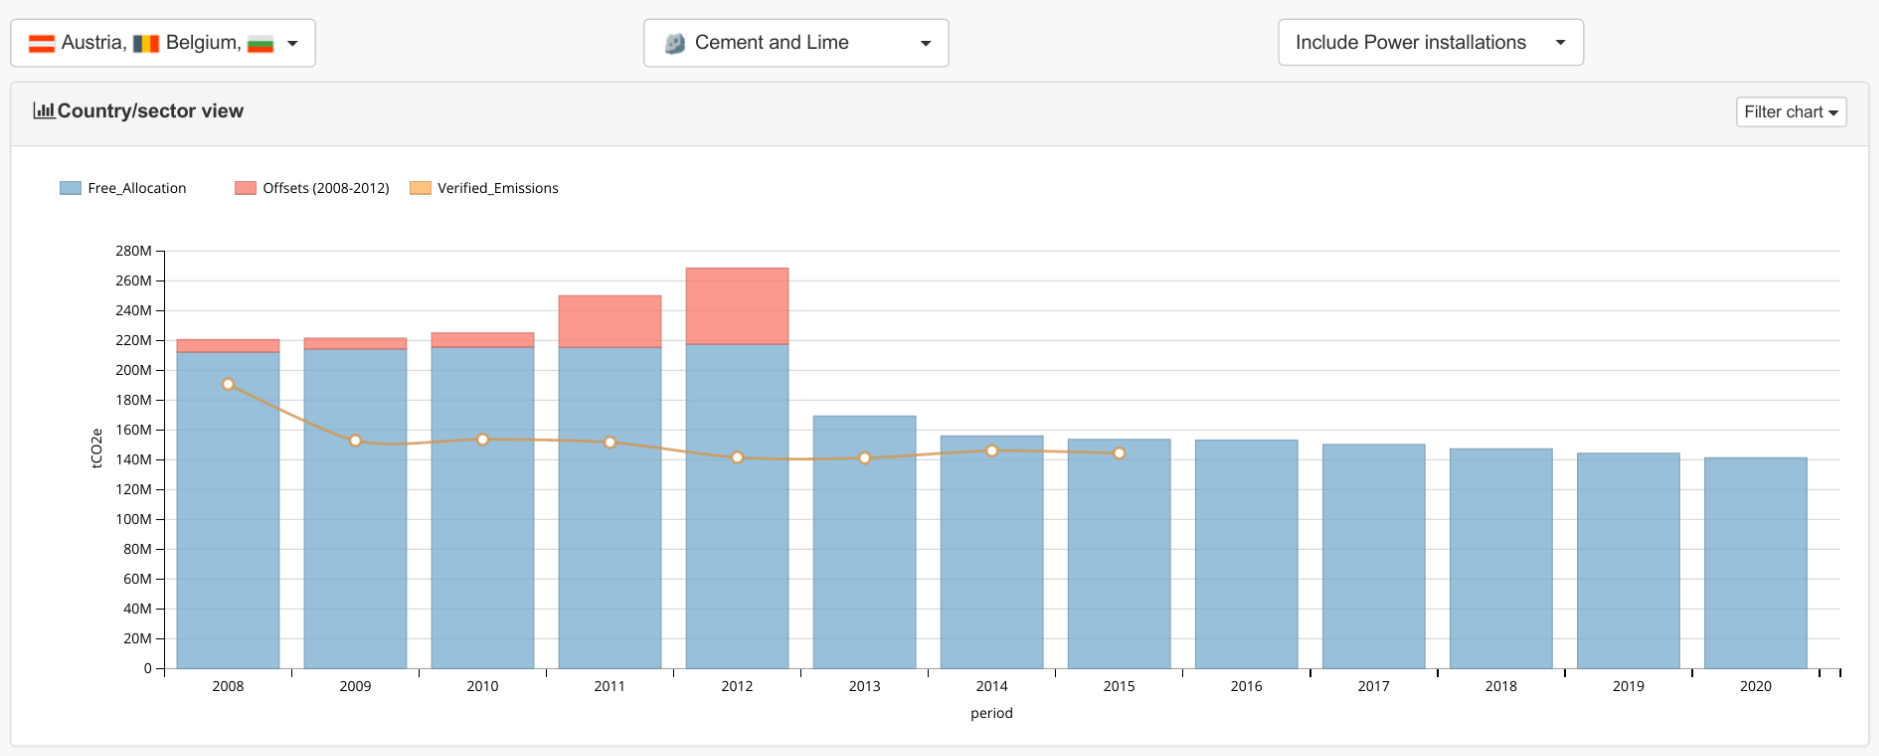 Austria, Belgium,
Cement and Lime
Include Power installations
Country/sector view
Filter chart
Free_Allocation
Offsets (2008-2012)
Verified_Emissions
280M
260M
240M
220M
200M
180M
160M
140M
120M
100M
80M
60M
40M
20M
0
tCO2e
2008 2009 2010 2011 2012 2013 2014 2015 2016 2017 2018 2019 2020
period